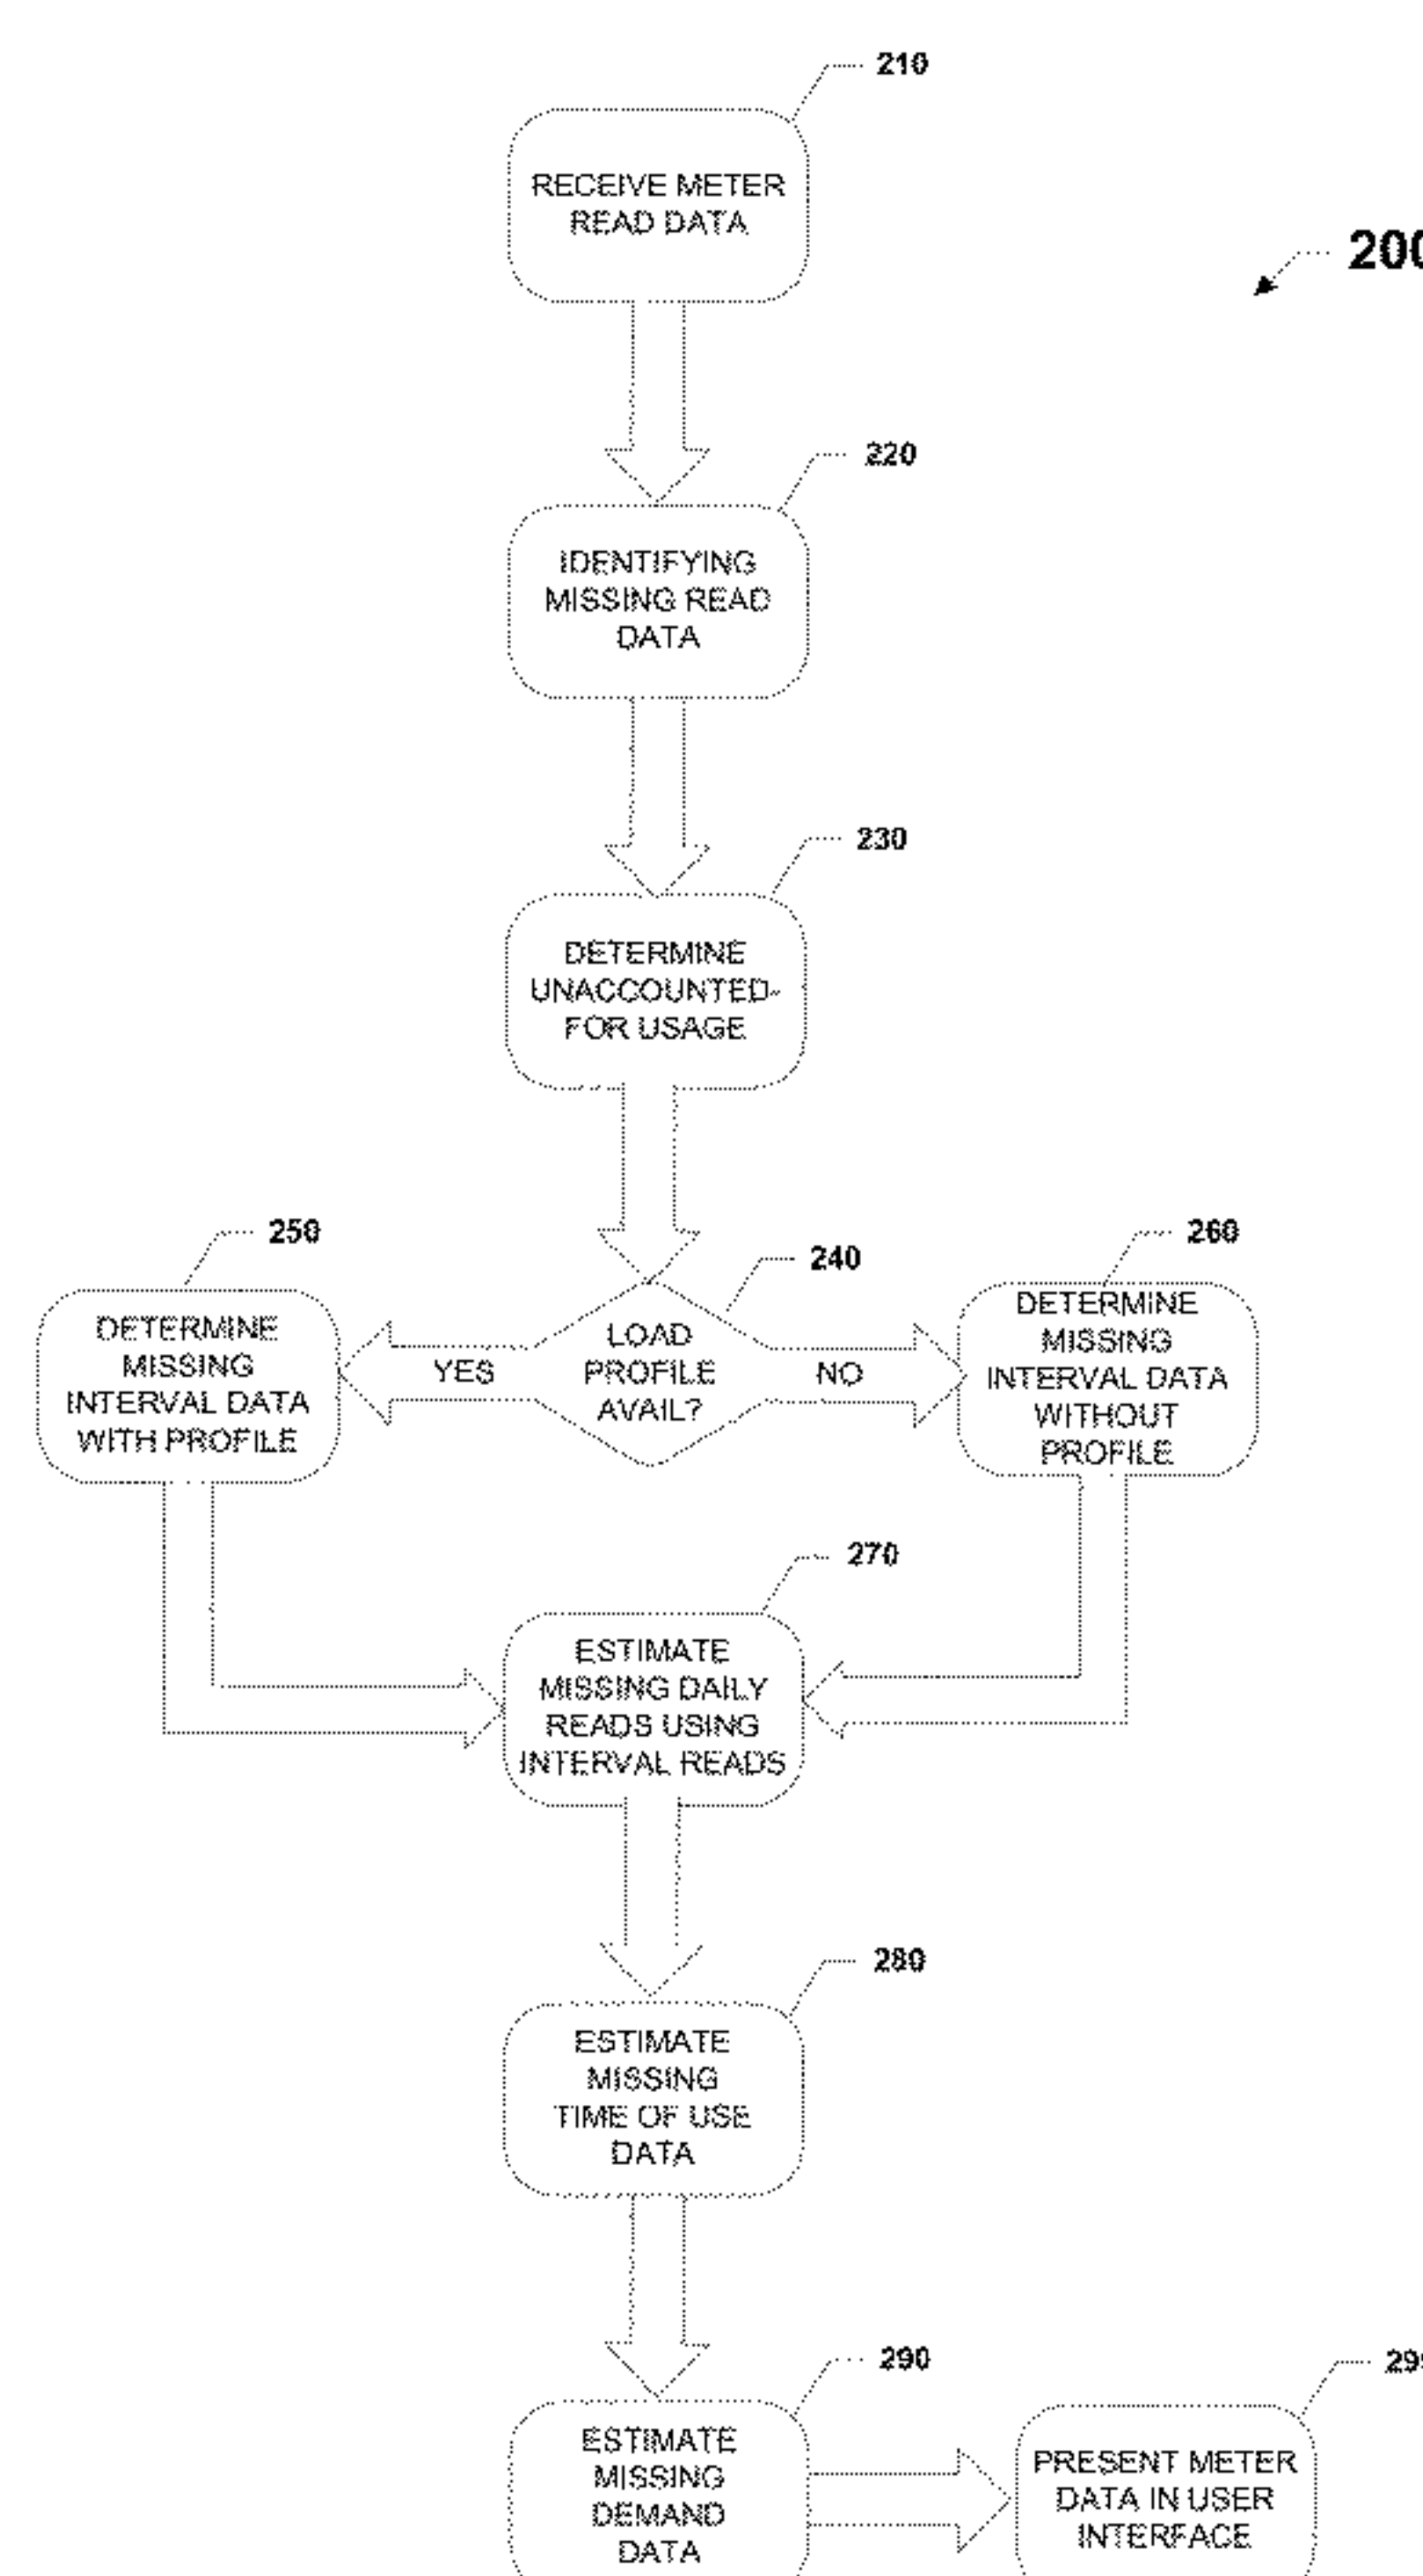 210
RECEIVE METER
READ DATA
200
220
IDENTIFYING
MISSING READ
DATA
230
DETERMINE
UNACCOUNTED-
FOR USAGE
250
240
260
DETERMINE
MISSING
INTERVAL DATA
WITH PROFILE
YES
LOAD
PROFILE
AVAIL?
NO
DETERMINE
MISSING
INTERVAL DATA
WITHOUT
PROFILE
270
ESTIMATE
MISSING DAILY
READS USING
INTERVAL READS
280
ESTIMATE
MISSING
TIME OF USE
DATA
290
ESTIMATE
MISSING
DEMAND
DATA
PRESENT METER
DATA IN USER
INTERFACE